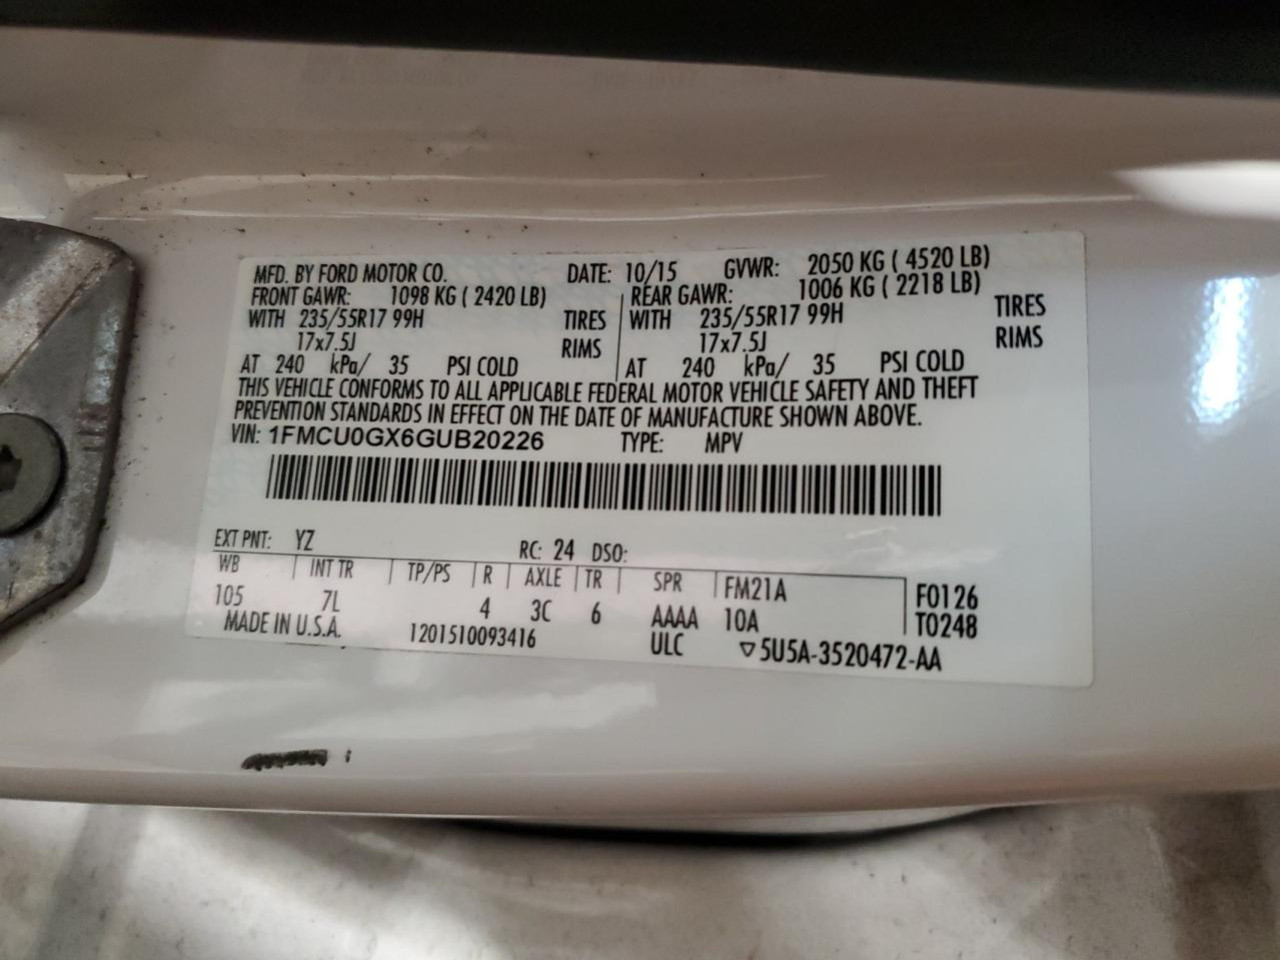 MFD. BY FORD MOTOR CO. DATE: 10/15 GVWR: 2050 KG ( 4520 LB)
FRONT GAWR: 1098 KG ( 2420 LB) REAR GAWR: 1006 KG ( 2218 LB)
WITH 235/55R17 99H TIRES WITH 235/55R17 99H TIRES
17x7.5J RIMS 17x7.5J RIMS
AT 240 kPa/ 35 PSI COLD AT 240 kPa/ 35 PSI COLD
THIS VEHICLE CONFORMS TO ALL APPLICABLE FEDERAL MOTOR VEHICLE SAFETY AND THEFT
PREVENTION STANDARDS IN EFFECT ON THE DATE OF MANUFACTURE SHOWN ABOVE.
VIN: 1FMCU0GX6GUB20226 TYPE: MPV
EXT PNT: YZ RC: 24 DSO:
WB INT TR TP/PS R AXLE TR SPR FM21A F0126
105 7L 4 3C 6 AAAA 10A T0248
MADE IN U.S.A. 1201510093416 ULC ▽5U5A-3520472-AA